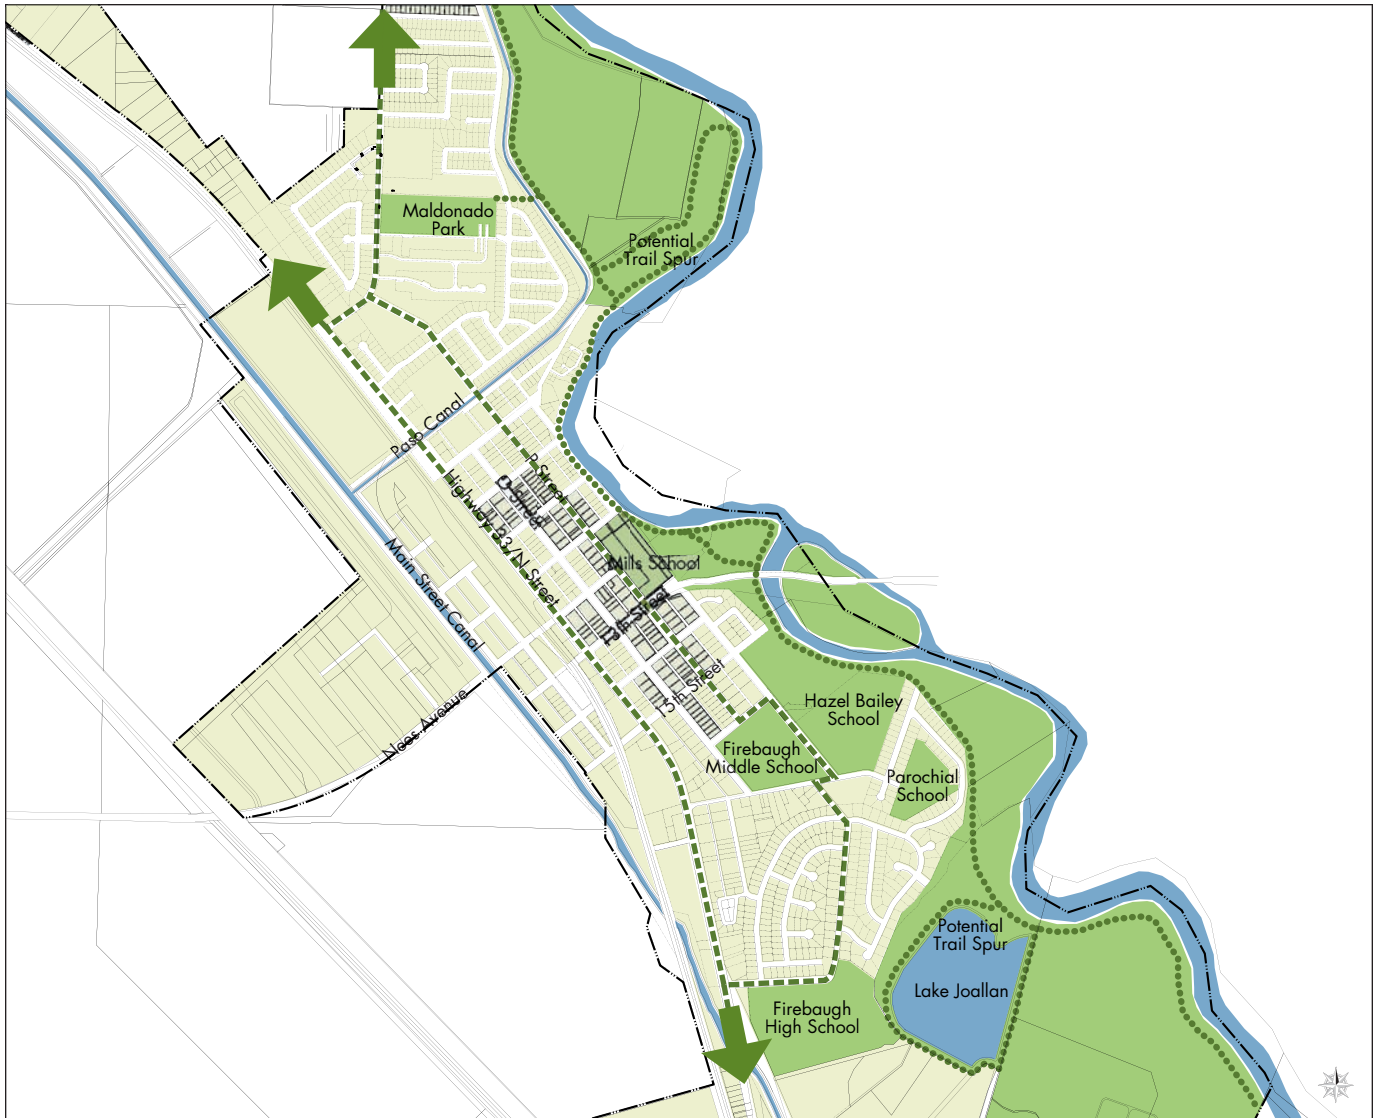 Maldonado
Park
Potential
Trail Spur
Paso Canal
P Street
O Street
Highway 33/N Street
Main Street Canal
Mills School
13th Street
15th Street
Nees Avenue
Hazel Bailey
School
Firebaugh
Middle School
Parochial
School
Potential
Trail Spur
Lake Joallan
Firebaugh
High School